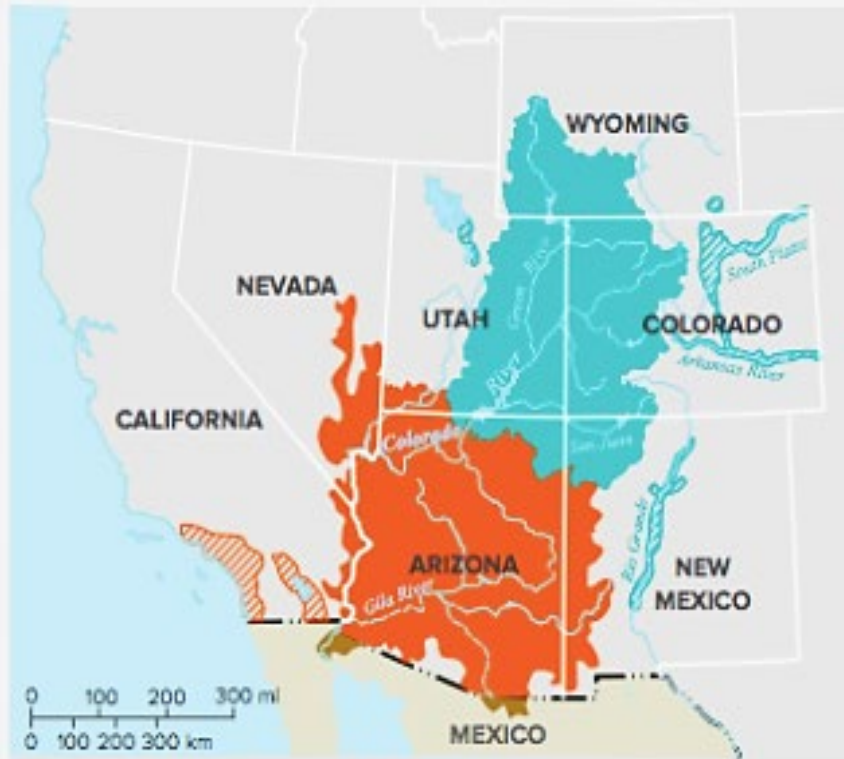 WYOMING
South Platte
NEVADA
Green River
UTAH
COLORADO
River
Arkansas River
CALIFORNIA
Colorado
San Juan
Rio Grande
ARIZONA
NEW
MEXICO
Gila River
0 100 200 300 mi
0 100 200 300 km
MEXICO